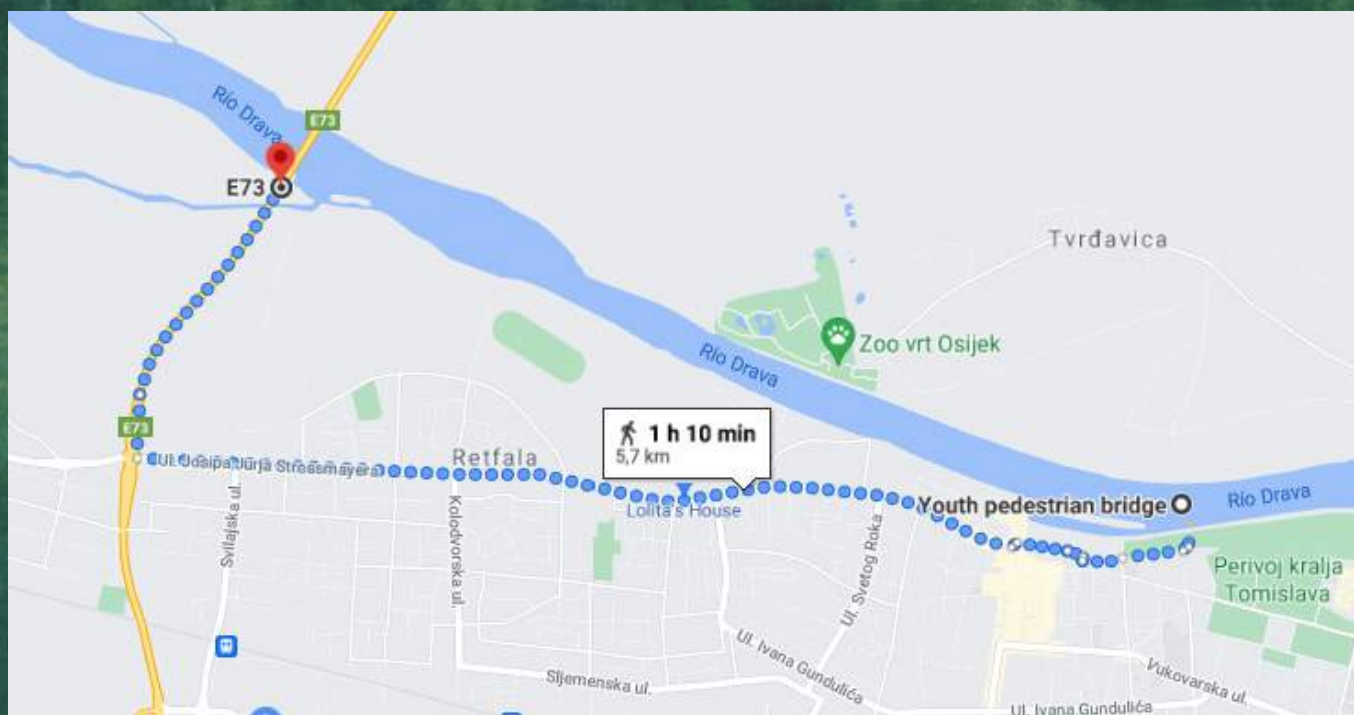 Río Drava
E73
E73
Tvrđavica
Zoo vrt Osijek
Río Drava
E73
1 h 10 min
5,7 km
Retfala
Ul. Josipa Jurja Strossmayera
Lolita's House
Youth pedestrian bridge
Río Drava
Svilajska ul.
Kolodvorska ul.
Ul. Svetog Roka
Perivoj kralja
Tomislava
Ul. Ivana Gundulića
Sljemenska ul.
Vukovarska ul.
Ul. Ivana Gundulića